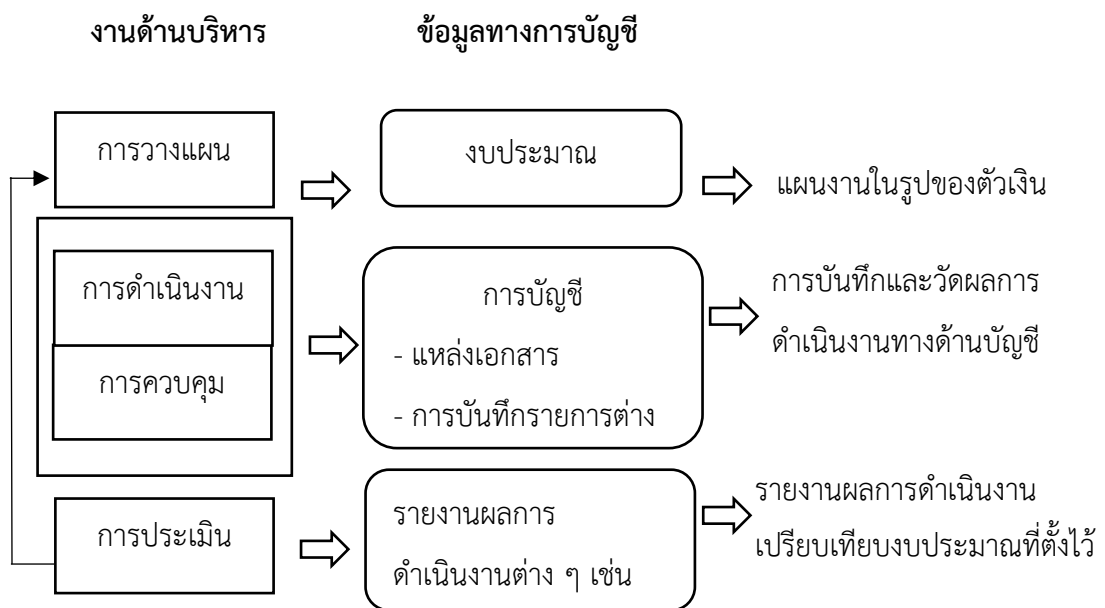 งานด้านบริหาร ข้อมูลทางการบัญชี
การวางแผน งบประมาณ
แผนงานในรูปของตัวเงิน
การดำเนินงาน
การควบคุม
การบัญชี
- แหล่งเอกสาร
- การบันทึกรายการต่าง
การบันทึกและวัดผลการ
ดำเนินงานทางด้านบัญชี
การประเมิน
รายงานผลการ
ดำเนินงานต่าง ๆ เช่น
รายงานผลการดำเนินงาน
เปรียบเทียบงบประมาณที่ตั้งไว้